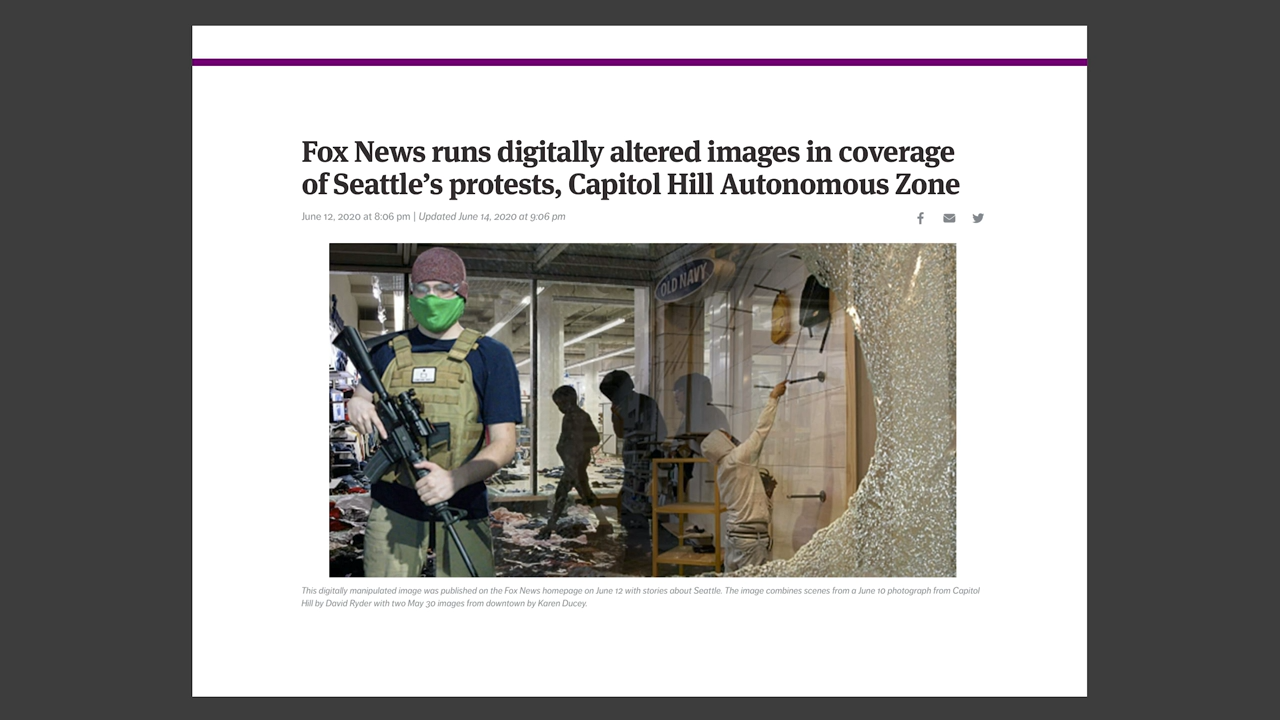 Fox News runs digitally altered images in coverage
of Seattle’s protests, Capitol Hill Autonomous Zone
June 12, 2020 at 8:06 pm | Updated June 14, 2020 at 9:06 pm
OLD NAVY
This digitally manipulated image was published on the Fox News homepage on June 12 with stories about Seattle. The image combines scenes from a June 10 photograph from Capitol
Hill by David Ryder with two May 30 images from downtown by Karen Ducey.